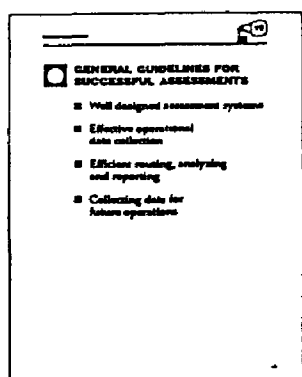 GENERAL GUIDELINES FOR
SUCCESSFUL ASSESSMENTS
■ Well designed assessment systems
■ Effective operational
data collection
■ Efficient routing, analyzing
and reporting
■ Collecting data for
future operations